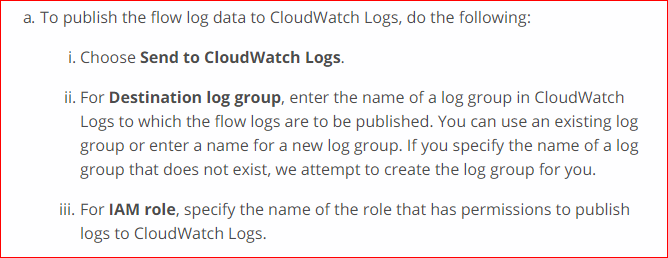 a. To publish the flow log data to CloudWatch Logs, do the following:
i. Choose Send to CloudWatch Logs.
ii. For Destination log group, enter the name of a log group in CloudWatch
Logs to which the flow logs are to be published. You can use an existing log
group or enter a name for a new log group. If you specify the name of a log
group that does not exist, we attempt to create the log group for you.
iii. For IAM role, specify the name of the role that has permissions to publish
logs to CloudWatch Logs.